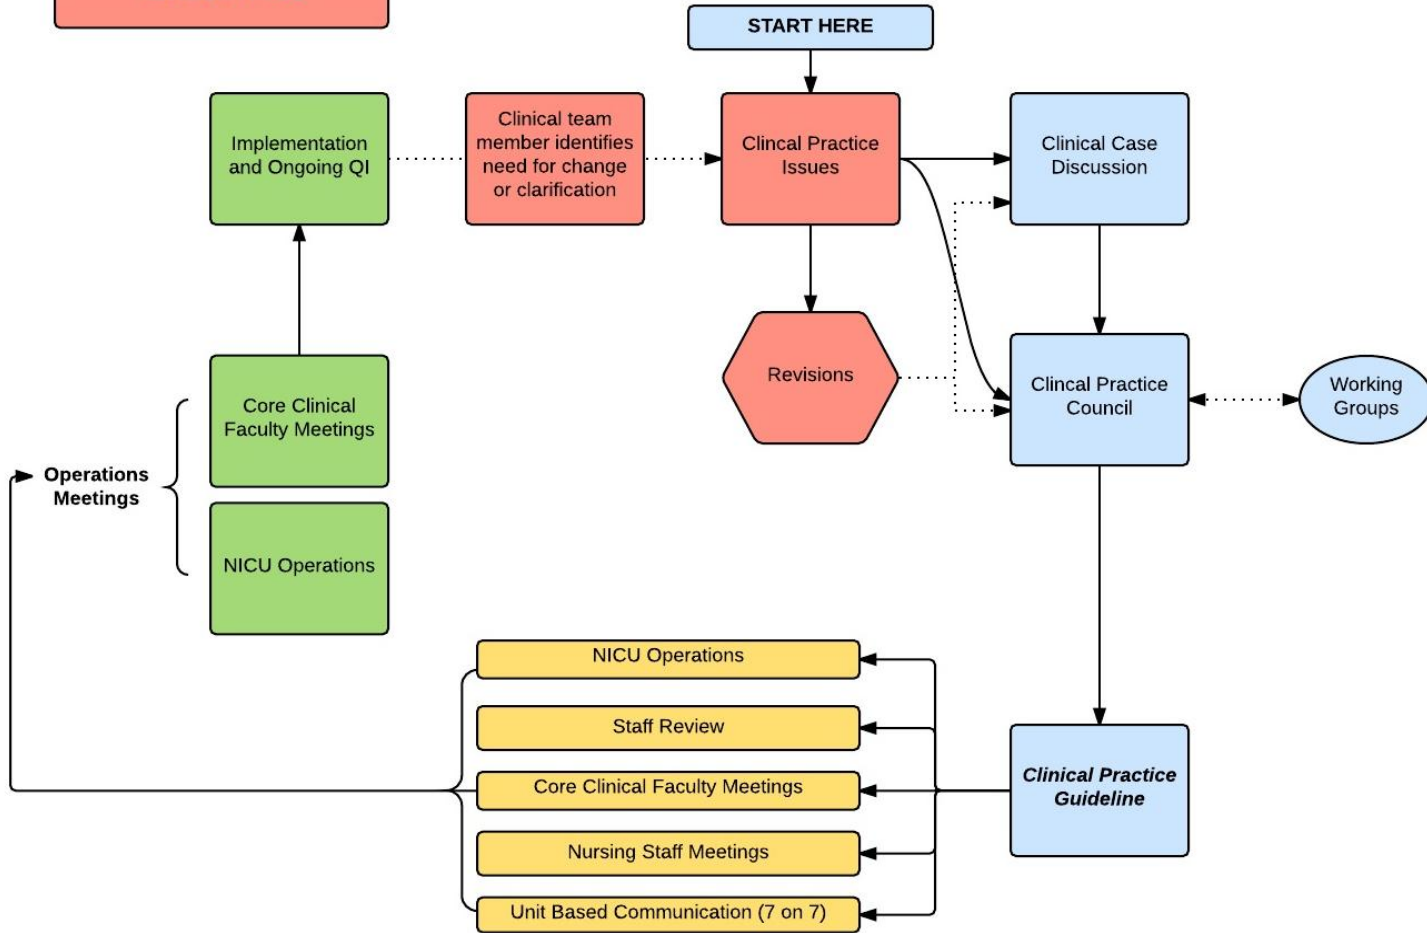 START HERE
Implementation
and Ongoing QI
Clinical team
member identifies
need for change
or clarification
Clincal Practice
Issues
Clinical Case
Discussion
Revisions
Clincal Practice
Council
Working
Groups
Core Clinical
Faculty Meetings
Operations
Meetings
NICU Operations
NICU Operations
Staff Review
Core Clinical Faculty Meetings
Nursing Staff Meetings
Unit Based Communication (7 on 7)
Clinical Practice
Guideline